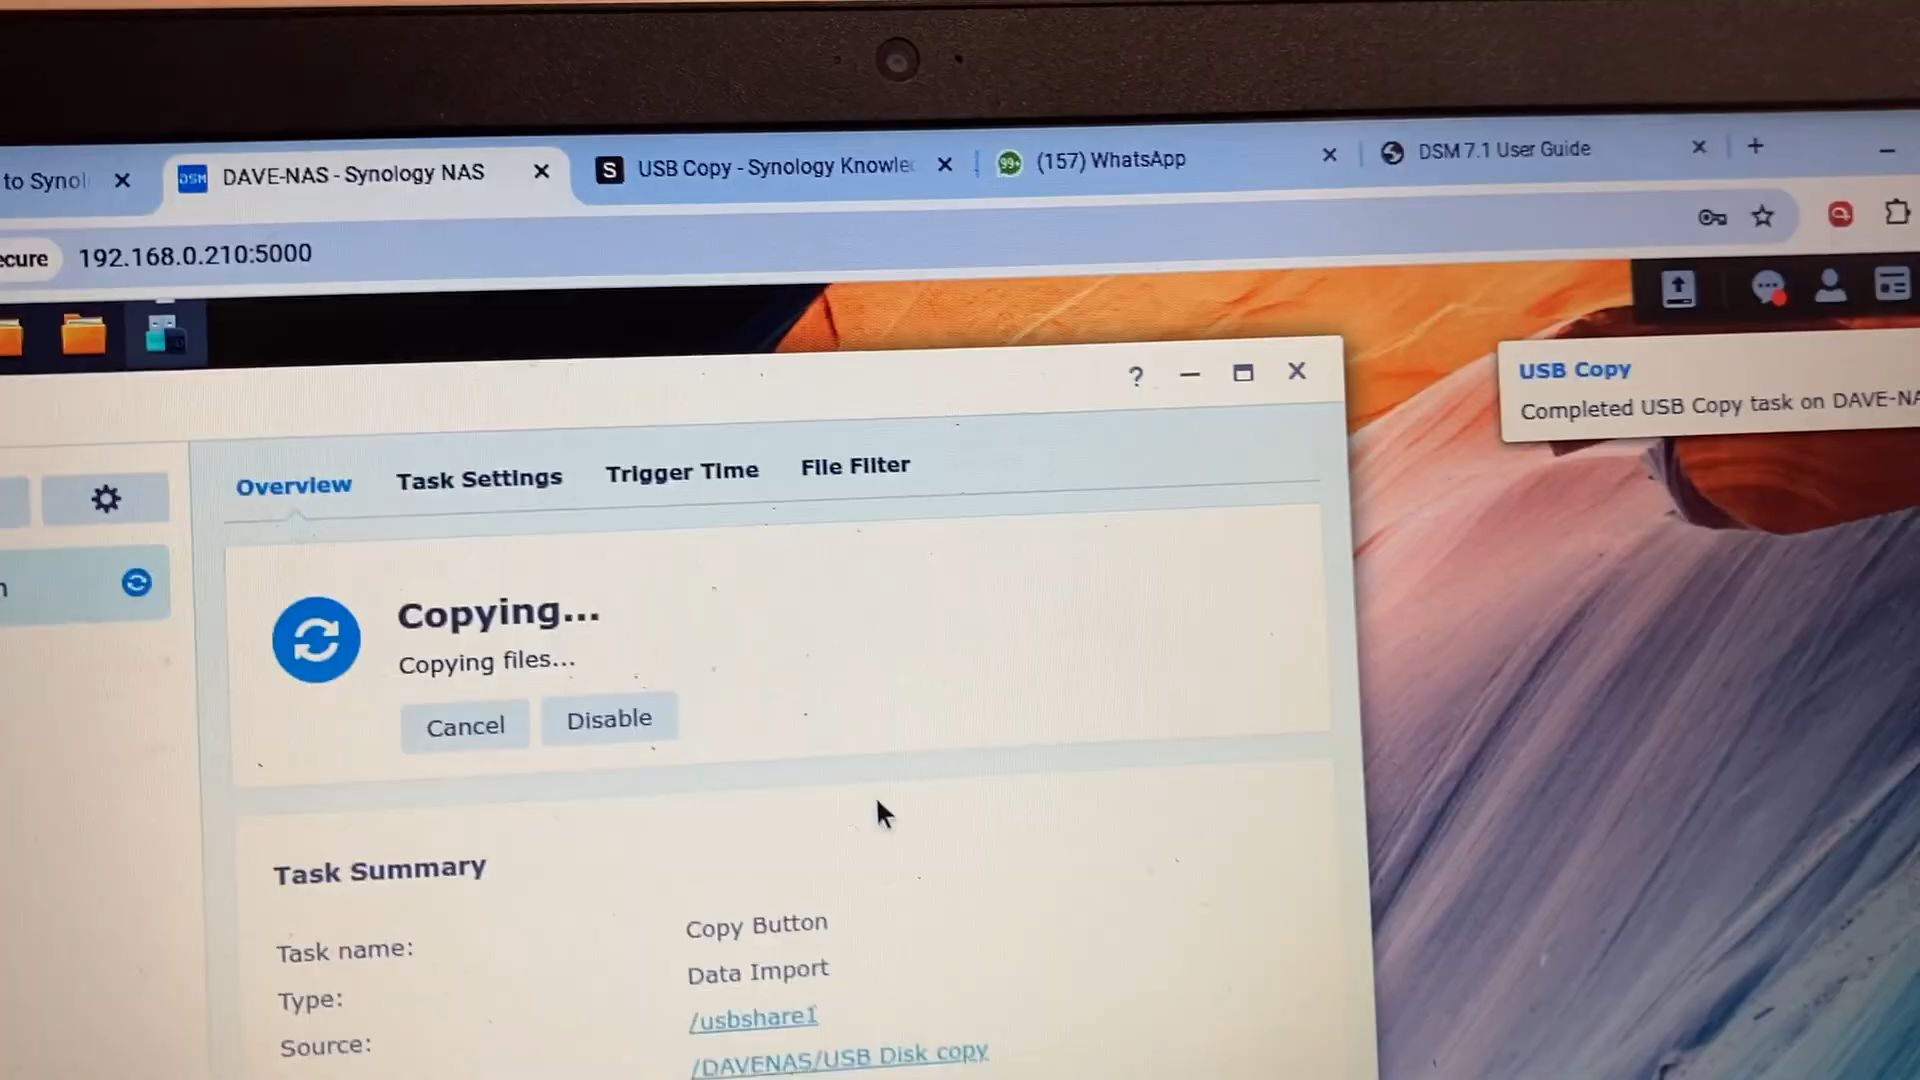 to Synol
DSM DAVE-NAS - Synology NAS
S USB Copy - Synology Knowle
99+ (157) WhatsApp
DSM 7.1 User Guide
ecure 192.168.0.210:5000
?
USB Copy
Completed USB Copy task on DAVE-NA
Overview Task Settings Trigger Time File Filter
n
Copying...
Copying files...
Cancel Disable
Task Summary
Task name: Copy Button
Type: Data Import
Source: /usbshare1
/DAVENAS/USB Disk copy